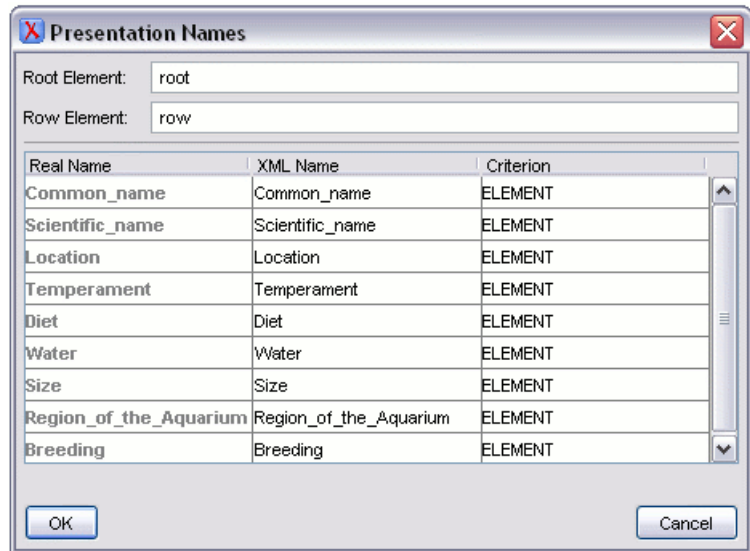 Presentation Names
Root Element: root
Row Element: row
Real Name XML Name Criterion
Common_name Common_name ELEMENT
Scientific_name Scientific_name ELEMENT
Location Location ELEMENT
Temperament Temperament ELEMENT
Diet Diet ELEMENT
Water Water ELEMENT
Size Size ELEMENT
Region_of_the_Aquarium Region_of_the_Aquarium ELEMENT
Breeding Breeding ELEMENT
OK Cancel